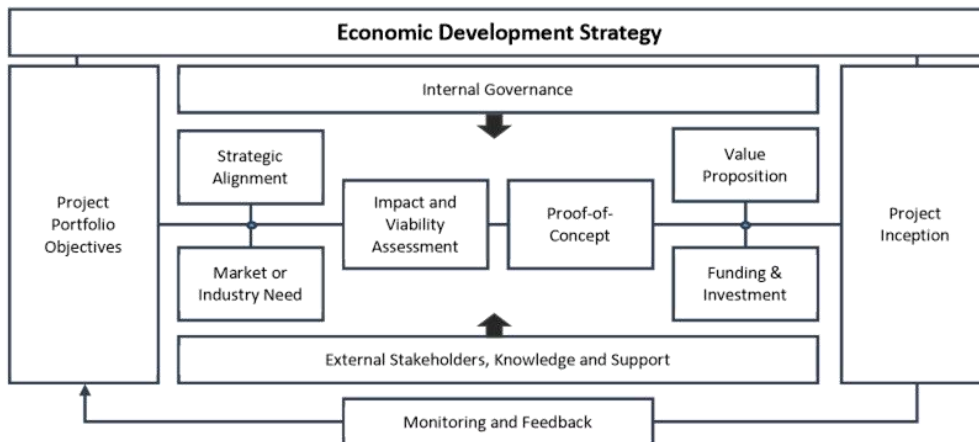 Economic Development Strategy
Internal Governance
Project
Portfolio
Objectives
Strategic
Alignment
Market or
Industry Need
Impact and
Viability
Assessment
Proof-of-
Concept
Value
Proposition
Funding &
Investment
Project
Inception
External Stakeholders, Knowledge and Support
Monitoring and Feedback